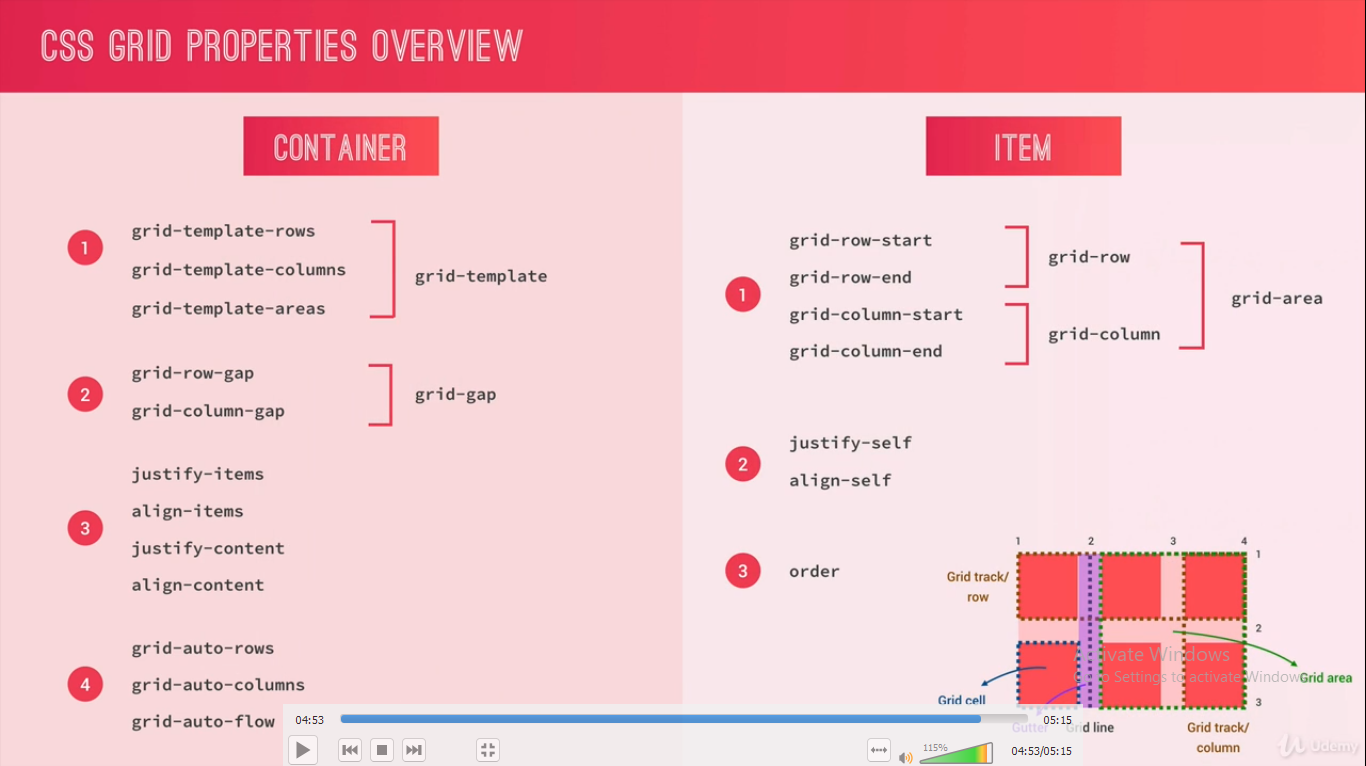 CSS GRID PROPERTIES OVERVIEW
CONTAINER
1
grid-template-rows
grid-template-columns
grid-template-areas
grid-template
2
grid-row-gap
grid-column-gap
grid-gap
3
justify-items
align-items
justify-content
align-content
4
grid-auto-rows
grid-auto-columns
grid-auto-flow
ITEM
1
grid-row-start
grid-row-end
grid-column-start
grid-column-end
grid-row
grid-column
grid-area
2
justify-self
align-self
3
order
1 2 3 4
1
2
3
Grid track/
row
Grid cell
Gutter
Grid line
Grid area
Grid track/
column
Activate Windows
Go to Settings to activate Windows
04:53
05:15
115%
04:53/05:15
Udemy